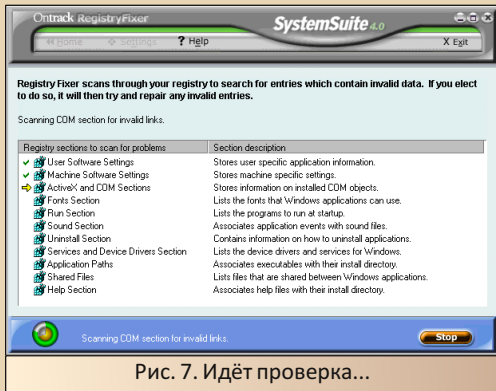 Ontrack RegistryFixer
SystemSuite 4.0
Home Settings ? Help X Exit
Registry Fixer scans through your registry to search for entries which contain invalid data. If you elect
to do so, it will then try and repair any invalid entries.
Scanning COM section for invalid links.
Registry sections to scan for problems Section description
User Software Settings Stores user specific application information.
Machine Software Settings Stores machine specific settings.
ActiveX and COM Sections Stores information on installed COM objects.
Fonts Section Lists the fonts that Windows applications can use.
Run Section Lists the programs to run at startup.
Sound Section Associates application events with sound files.
Uninstall Section Contains information on how to uninstall applications.
Services and Device Drivers Section Lists the device drivers and services for Windows.
Application Paths Associates executables with their install directory.
Shared Files Lists files that are shared between Windows applications.
Help Section Associates help files with their install directory.
Scanning COM section for invalid links. Stop
Рис. 7. Идёт проверка...